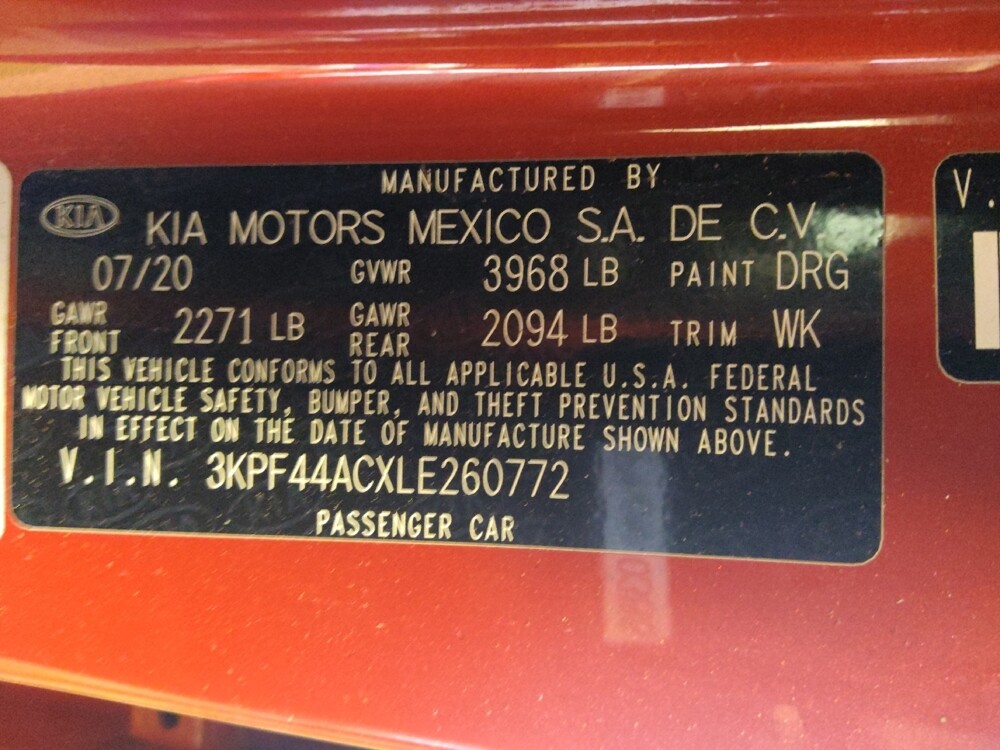 MANUFACTURED BY
KIA KIA MOTORS MEXICO S.A. DE C.V.
07/20 GVWR 3968 LB PAINT DRG
GAWR FRONT 2271 LB GAWR REAR 2094 LB TRIM WK
THIS VEHICLE CONFORMS TO ALL APPLICABLE U.S.A. FEDERAL
MOTOR VEHICLE SAFETY, BUMPER, AND THEFT PREVENTION STANDARDS
IN EFFECT ON THE DATE OF MANUFACTURE SHOWN ABOVE.
V.I.N. 3KPF44ACXLE260772
PASSENGER CAR
V.